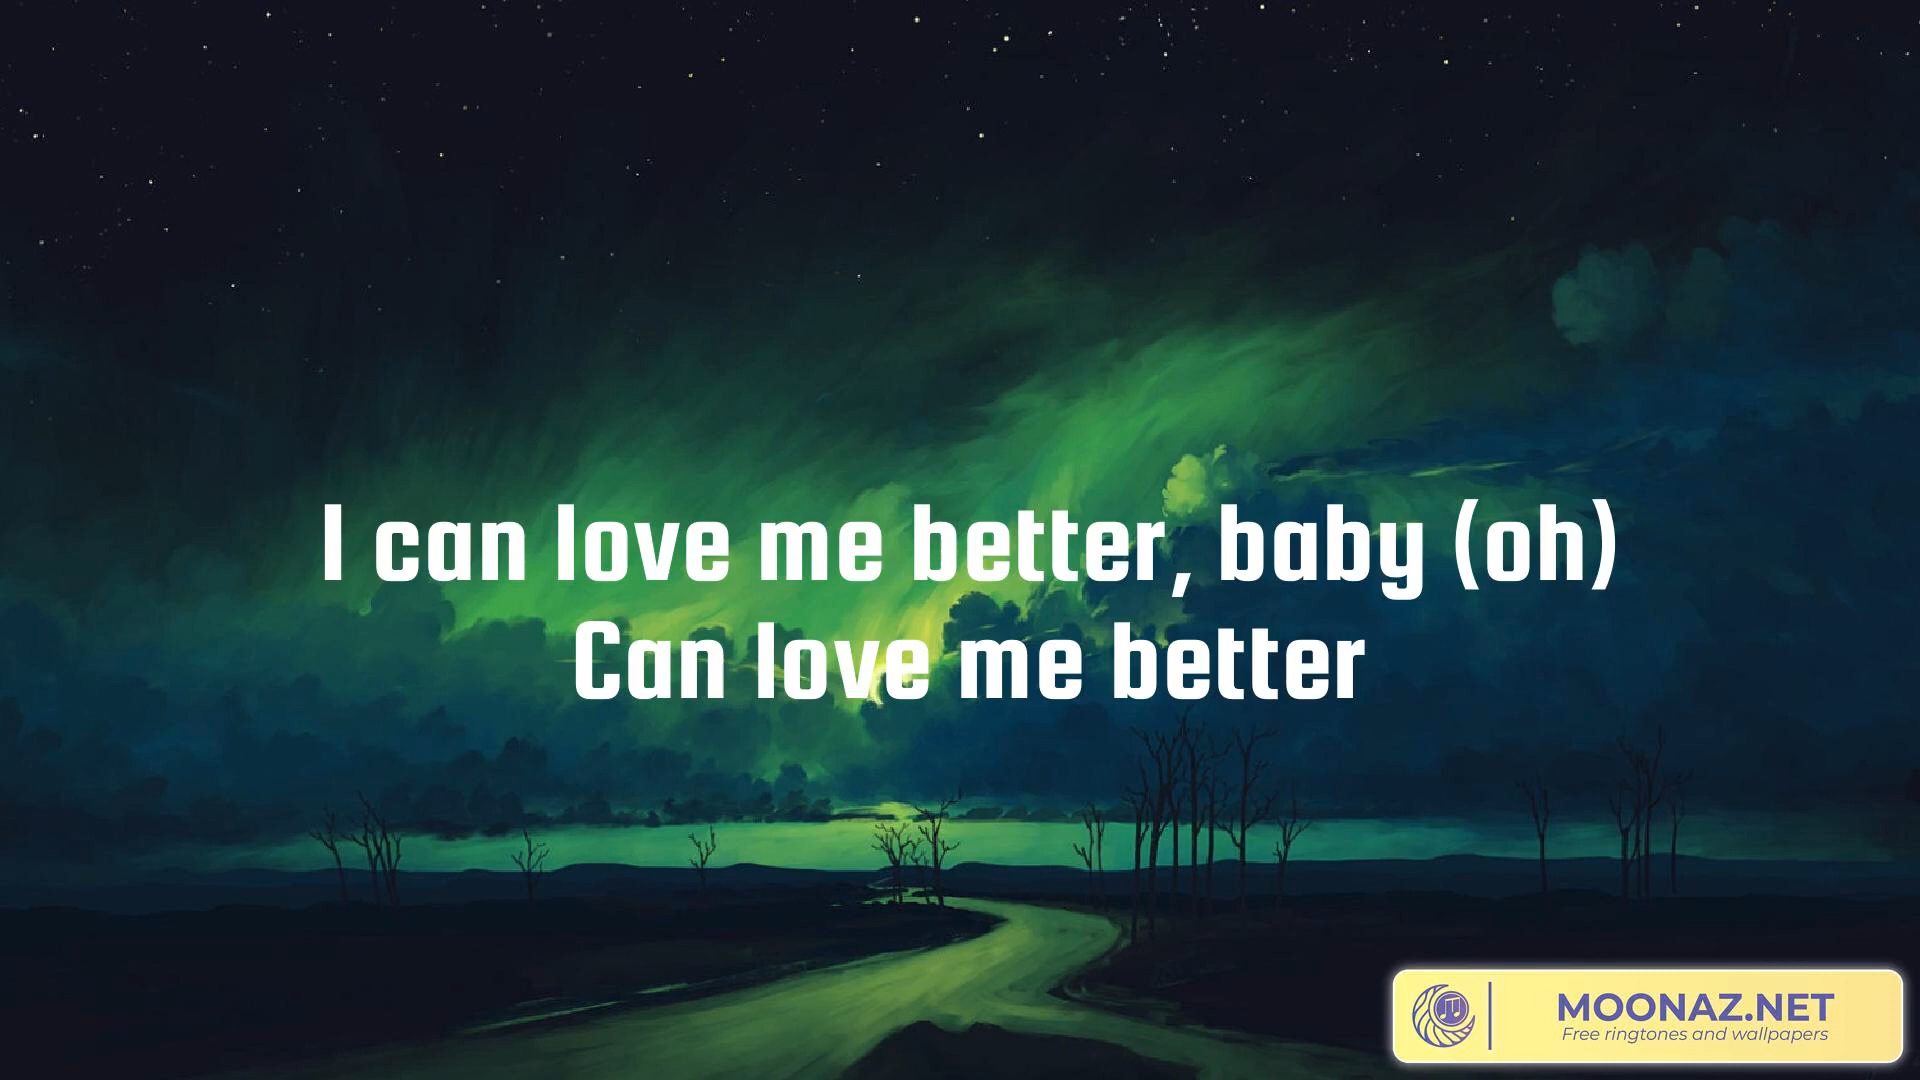 I can love me better, baby (oh)
Can love me better
MOONAZ.NET
Free ringtones and wallpapers